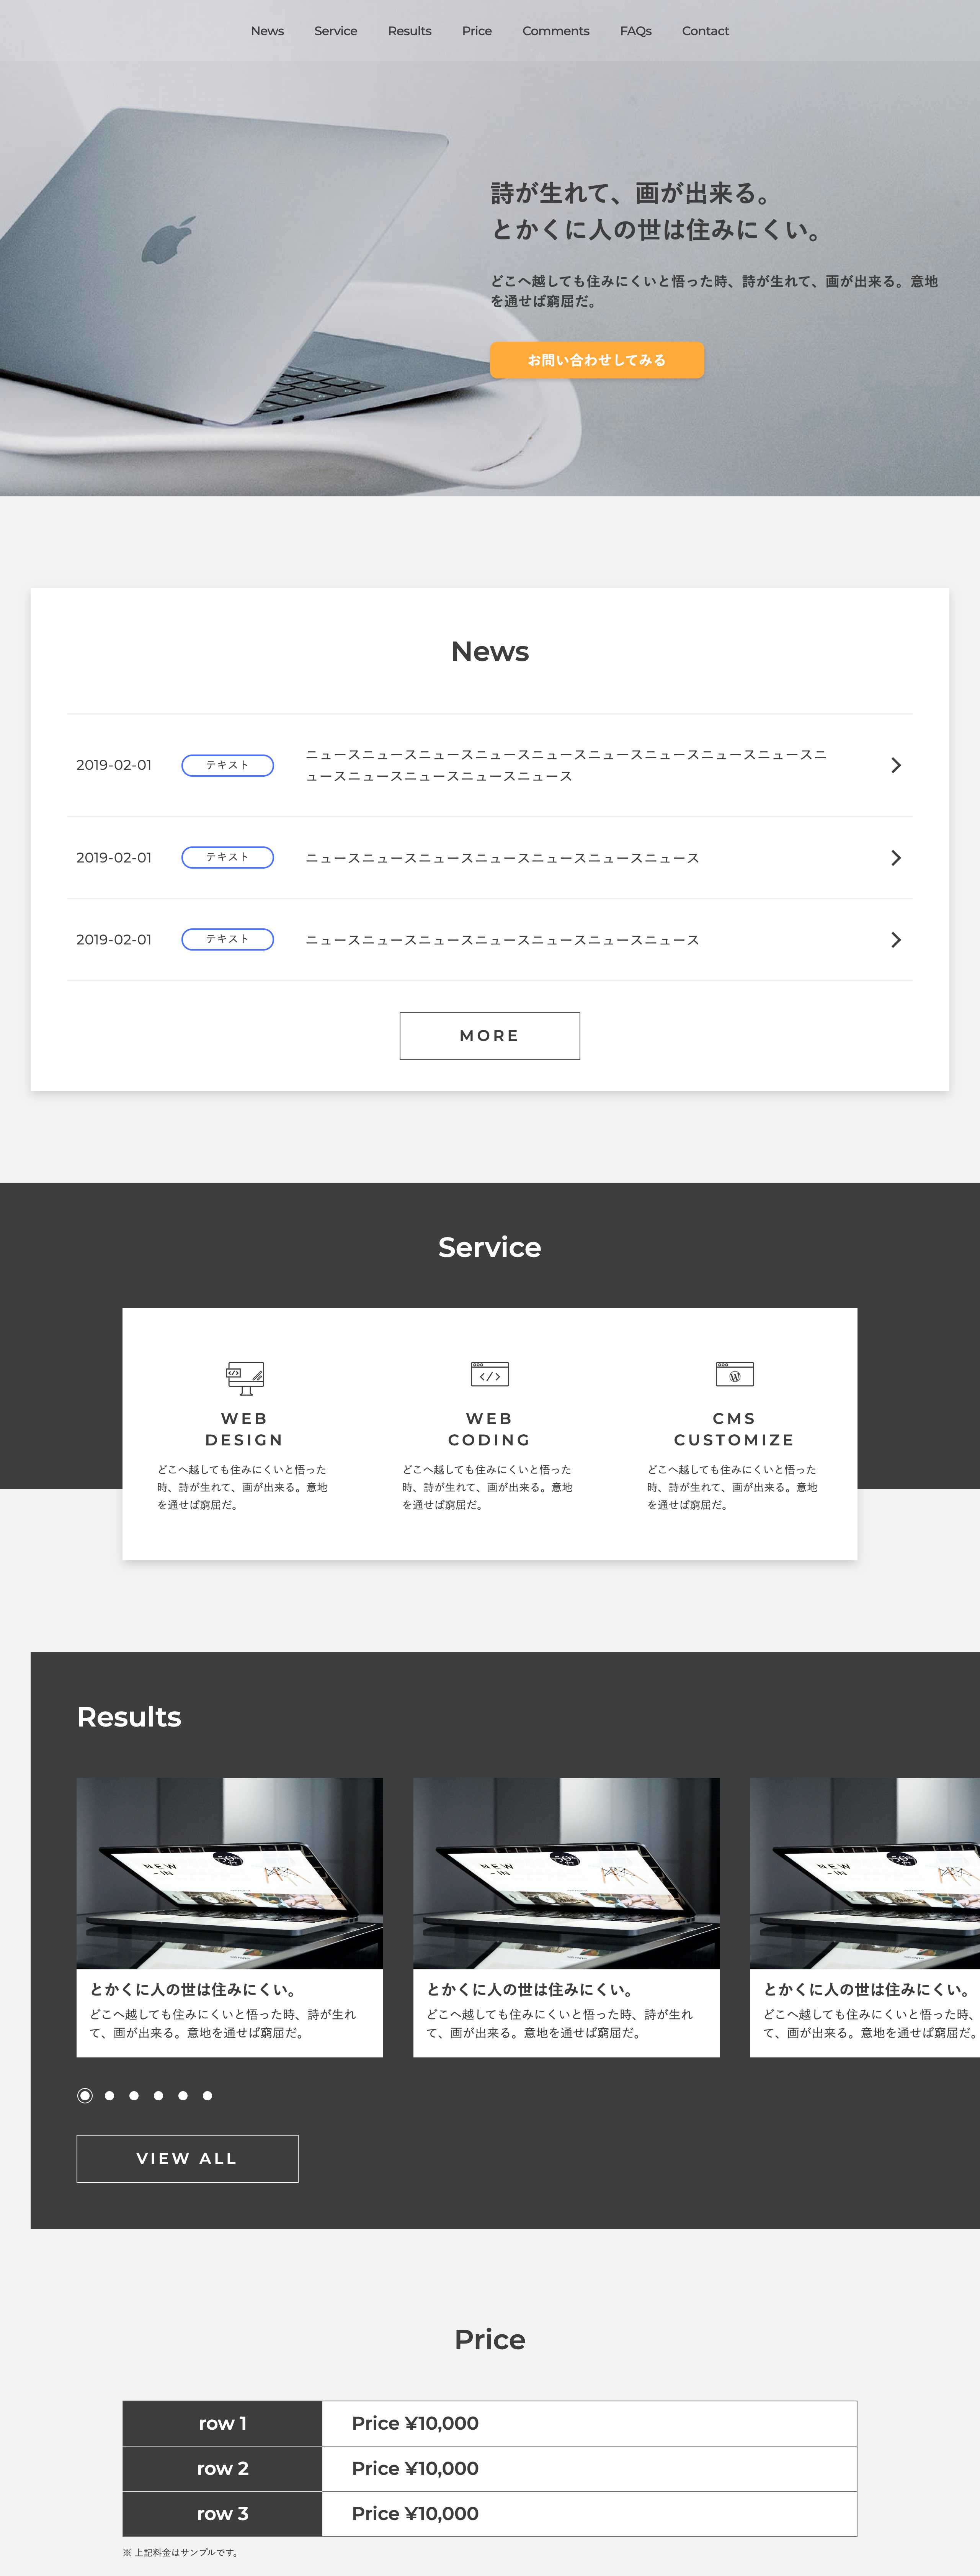 News Service Results Price Comments FAQs Contact
詩が生れて、画が出来る。
とかくに人の世は住みにくい。
どこへ越しても住みにくいと悟った時、詩が生れて、画が出来る。意地
を通せば窮屈だ。
お問い合わせしてみる
News
2019-02-01 テキスト ニュースニュースニュースニュースニュースニュースニュースニュースニュースニ
ュースニュースニュースニュースニュース
2019-02-01 テキスト ニュースニュースニュースニュースニュースニュースニュース
2019-02-01 テキスト ニュースニュースニュースニュースニュースニュースニュース
MORE
Service
WEB
DESIGN
どこへ越しても住みにくいと悟った
時、詩が生れて、画が出来る。意地
を通せば窮屈だ。
WEB
CODING
どこへ越しても住みにくいと悟った
時、詩が生れて、画が出来る。意地
を通せば窮屈だ。
CMS
CUSTOMIZE
どこへ越しても住みにくいと悟った
時、詩が生れて、画が出来る。意地
を通せば窮屈だ。
Results
NEW
-IN
とかくに人の世は住みにくい。
どこへ越しても住みにくいと悟った時、詩が生れ
て、画が出来る。意地を通せば窮屈だ。
NEW
-IN
とかくに人の世は住みにくい。
どこへ越しても住みにくいと悟った時、詩が生れ
て、画が出来る。意地を通せば窮屈だ。
NEW
-IN
とかくに人の世は住みにくい。
どこへ越しても住みにくいと悟った時、
て、画が出来る。意地を通せば窮屈だ。
VIEW ALL
Price
row 1 Price ¥10,000
row 2 Price ¥10,000
row 3 Price ¥10,000
※ 上記料金はサンプルです。